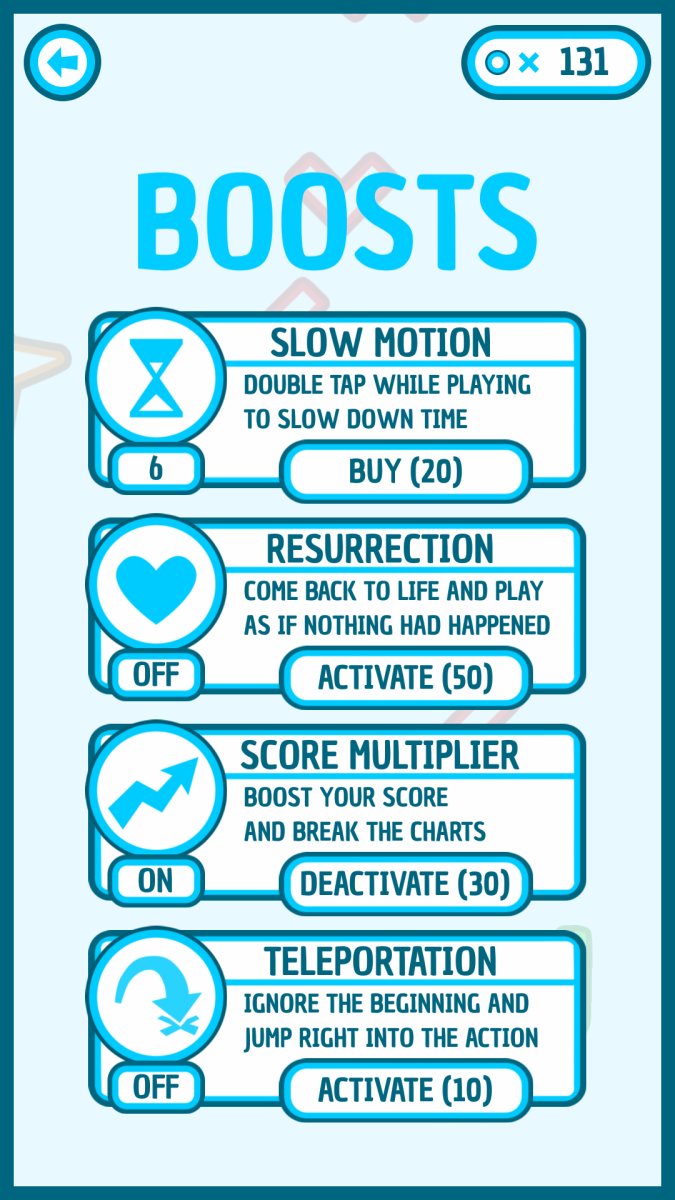 × 131
BOOSTS
SLOW MOTION
DOUBLE TAP WHILE PLAYING
TO SLOW DOWN TIME
6
BUY (20)
RESURRECTION
COME BACK TO LIFE AND PLAY
AS IF NOTHING HAD HAPPENED
OFF
ACTIVATE (50)
SCORE MULTIPLIER
BOOST YOUR SCORE
AND BREAK THE CHARTS
ON
DEACTIVATE (30)
TELEPORTATION
IGNORE THE BEGINNING AND
JUMP RIGHT INTO THE ACTION
OFF
ACTIVATE (10)